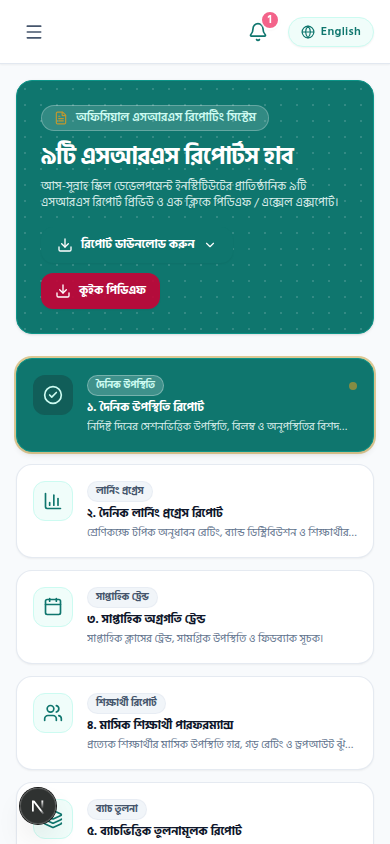 1
English
অফিসিয়াল এসআরএস রিপোর্টিং সিস্টেম
৯টি এসআরএস রিপোর্টস হাব
আস-সুন্নাহ স্কিল ডেভেলপমেন্ট ইনস্টিটিউটের প্রাতিষ্ঠানিক ৯টি
এসআরএস রিপোর্ট প্রিভিউ ও এক ক্লিকে পিডিএফ / এক্সেল এক্সপোর্ট।
রিপোর্ট ডাউনলোড করুন
কুইক পিডিএফ
দৈনিক উপস্থিতি
১. দৈনিক উপস্থিতি রিপোর্ট
নির্দিষ্ট দিনের সেশনভিত্তিক উপস্থিতি, বিলম্ব ও অনুপস্থিতির বিশদ...
লার্নিং প্রগ্রেস
২. দৈনিক লার্নিং প্রগ্রেস রিপোর্ট
শ্রেণিকক্ষে টপিক অনুধাবন রেটিং, ব্যান্ড ডিস্ট্রিবিউশন ও শিক্ষার্থীর...
সাপ্তাহিক ট্রেন্ড
৩. সাপ্তাহিক অগ্রগতি ট্রেন্ড
সাপ্তাহিক ক্লাসের ট্রেন্ড, সামগ্রিক উপস্থিতি ও ফিডব্যাক সূচক।
শিক্ষার্থী রিপোর্ট
৪. মাসিক শিক্ষার্থী পারফরম্যান্স
প্রত্যেক শিক্ষার্থীর মাসিক উপস্থিতি হার, গড় রেটিং ও ড্রপআউট ঝুঁ...
N
ব্যাচ তুলনা
৫. ব্যাচভিত্তিক তুলনামূলক রিপোর্ট